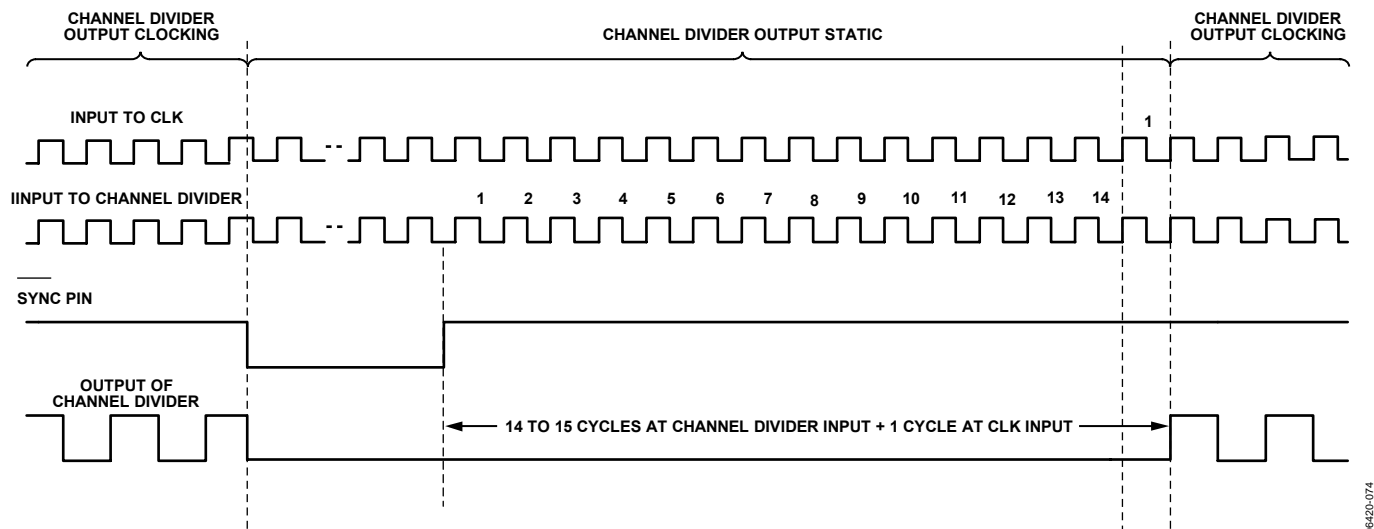 CHANNEL DIVIDER
OUTPUT CLOCKING
CHANNEL DIVIDER OUTPUT STATIC
CHANNEL DIVIDER
OUTPUT CLOCKING
INPUT TO CLK
1
IINPUT TO CHANNEL DIVIDER
1 2 3 4 5 6 7 8 9 10 11 12 13 14
SYNC PIN
OUTPUT OF
CHANNEL DIVIDER
14 TO 15 CYCLES AT CHANNEL DIVIDER INPUT + 1 CYCLE AT CLK INPUT
6420-074